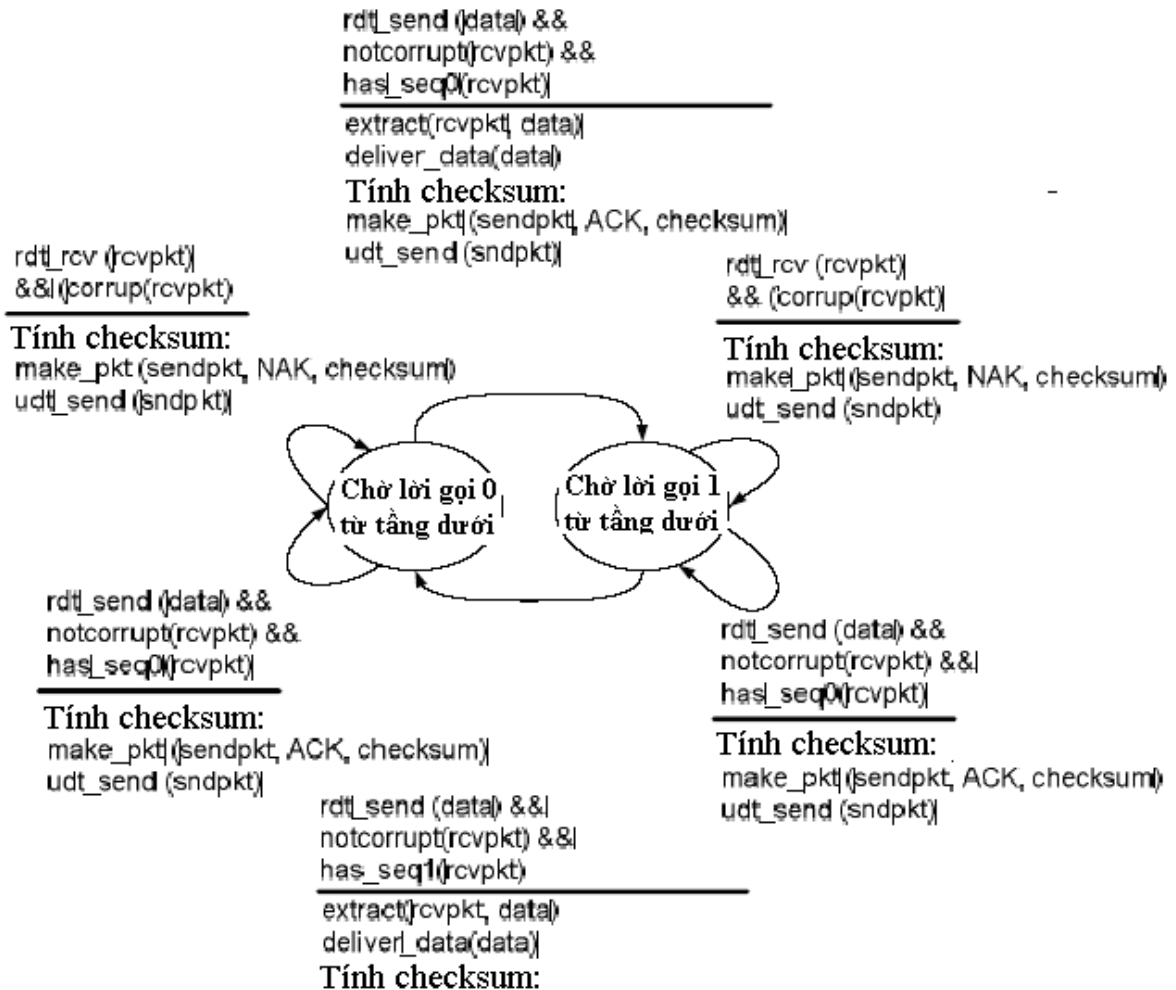 rdt_send (data) &&
notcorrupt(rcvpkt) &&
has_seq0(rcvpkt)
extract(rcvpkt, data)
deliver_data(data)
Tính checksum:
make_pkt (sendpkt, ACK, checksum)
udt_send (sndpkt)
rdt_rcv (rcvpkt)
&& (corrup(rcvpkt)
Tính checksum:
make_pkt (sendpkt, NAK, checksum)
udt_send (sndpkt)
rdt_rcv (rcvpkt)
&& (corrup(rcvpkt)
Tính checksum:
make_pkt (sendpkt, NAK, checksum)
udt_send (sndpkt)
Chờ lời gọi 0
từ tầng dưới
Chờ lời gọi 1
từ tầng dưới
rdt_send (data) &&
notcorrupt(rcvpkt) &&
has_seq0(rcvpkt)
Tính checksum:
make_pkt (sendpkt, ACK, checksum)
udt_send (sndpkt)
rdt_send (data) &&
notcorrupt(rcvpkt) &&
has_seq0(rcvpkt)
Tính checksum:
make_pkt (sendpkt, ACK, checksum)
udt_send (sndpkt)
rdt_send (data) &&
notcorrupt(rcvpkt) &&
has_seq1(rcvpkt)
extract(rcvpkt, data)
deliver_data(data)
Tính checksum: